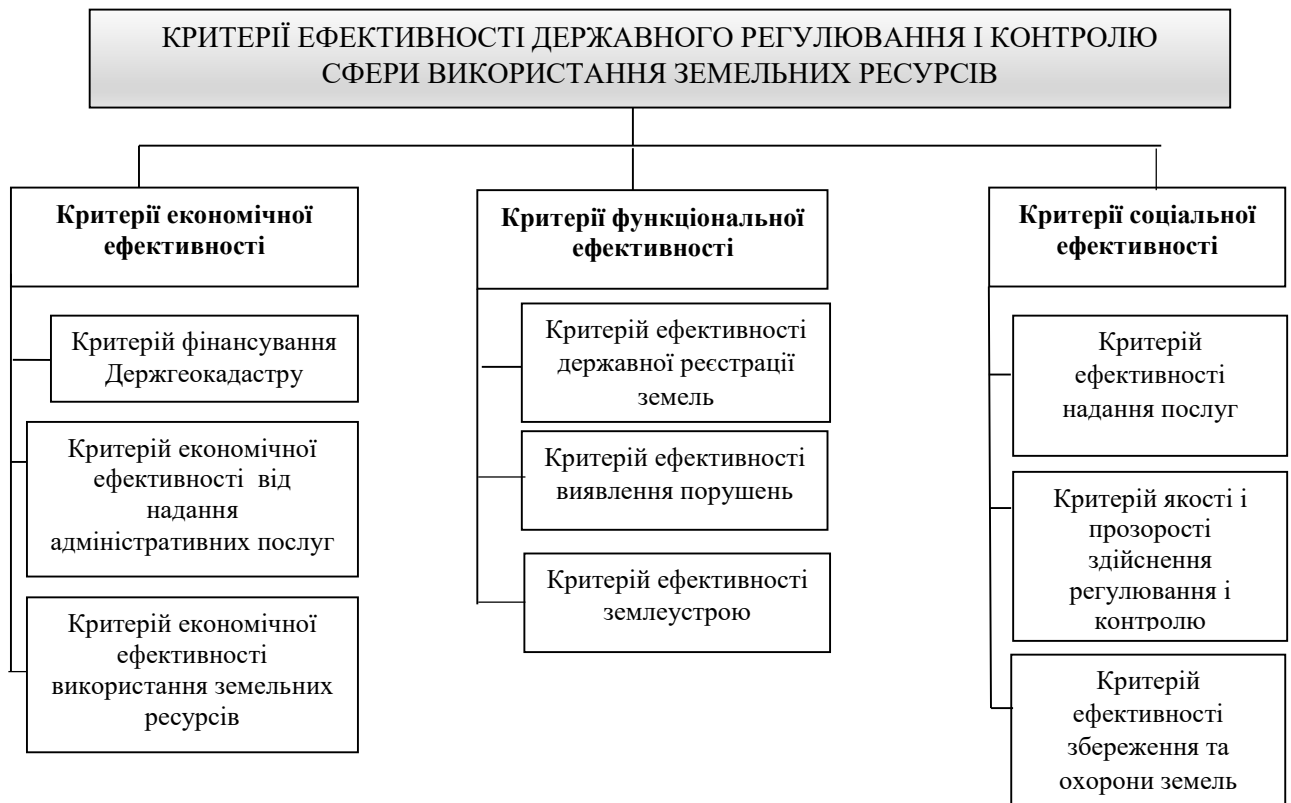 КРИТЕРІЇ ЕФЕКТИВНОСТІ ДЕРЖАВНОГО РЕГУЛЮВАННЯ І КОНТРОЛЮ
СФЕРИ ВИКОРИСТАННЯ ЗЕМЕЛЬНИХ РЕСУРСІВ
Критерії економічної
ефективності
Критерій фінансування
Держгеокадастру
Критерій економічної
ефективності від
надання
адміністративних послуг
Критерій економічної
ефективності
використання земельних
ресурсів
Критерії функціональної
ефективності
Критерій ефективності
державної реєстрації
земель
Критерій ефективності
виявлення порушень
Критерій ефективності
землеустрою
Критерії соціальної
ефективності
Критерій
ефективності
надання послуг
Критерій якості і
прозорості
здійснення
регулювання і
контролю
Критерій
ефективності
збереження та
охорони земель